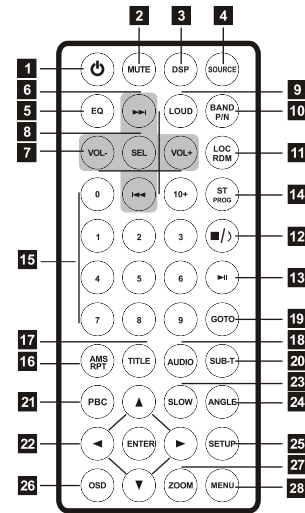 2 3 4
1 MUTE DSP SOURCE
6 9
5 EQ LOUD BAND P/N 10
8
7 VOL- SEL VOL+ LOC RDM 11
0 10+ ST PROG 14
1 2 3 12
15
4 5 6 13
7 8 9 GOTO 19
17 18
16 AMS RPT TITLE AUDIO SUB-T 20
23
21 PBC SLOW ANGLE 24
22 ENTER SETUP 25
27
26 OSD ZOOM MENU 28